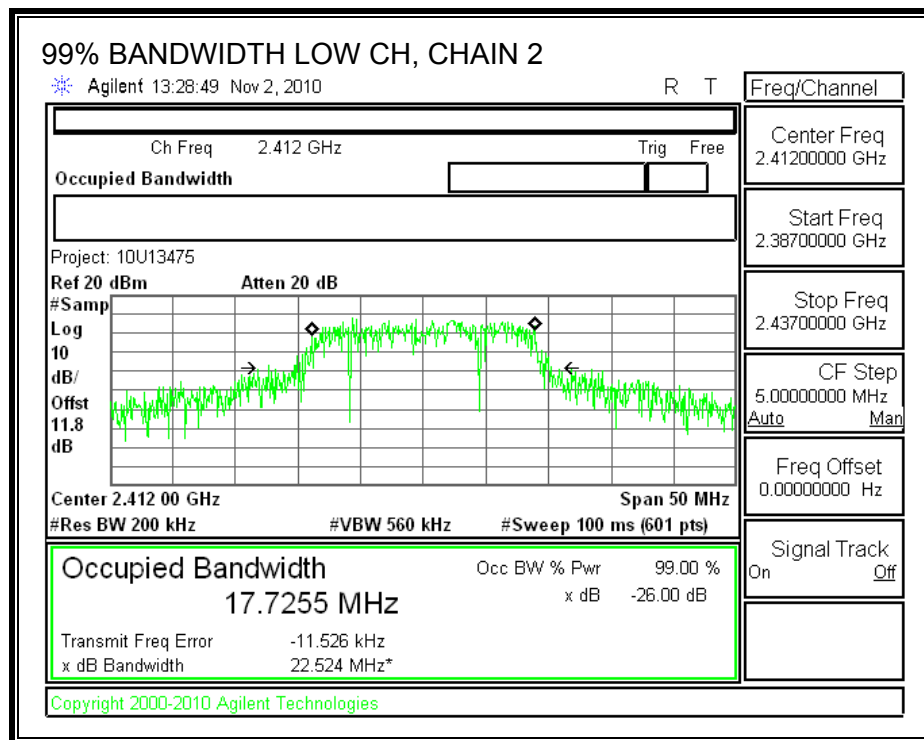 99% BANDWIDTH LOW CH, CHAIN 2
Agilent 13:28:49 Nov 2, 2010 R T
Freq/Channel
Ch Freq 2.412 GHz Trig Free
Occupied Bandwidth
Center Freq
2.41200000 GHz
Start Freq
2.38700000 GHz
Stop Freq
2.43700000 GHz
CF Step
5.00000000 MHz
Auto Man
Freq Offset
0.00000000 Hz
Signal Track
On Off
Project: 10U13475
Ref 20 dBm Atten 20 dB
#Samp
Log
10
dB/
Offst
11.8
dB
Center 2.412 00 GHz Span 50 MHz
#Res BW 200 kHz #VBW 560 kHz #Sweep 100 ms (601 pts)
Occupied Bandwidth Occ BW % Pwr 99.00 %
17.7255 MHz x dB -26.00 dB
Transmit Freq Error -11.526 kHz
x dB Bandwidth 22.524 MHz*
Copyright 2000-2010 Agilent Technologies